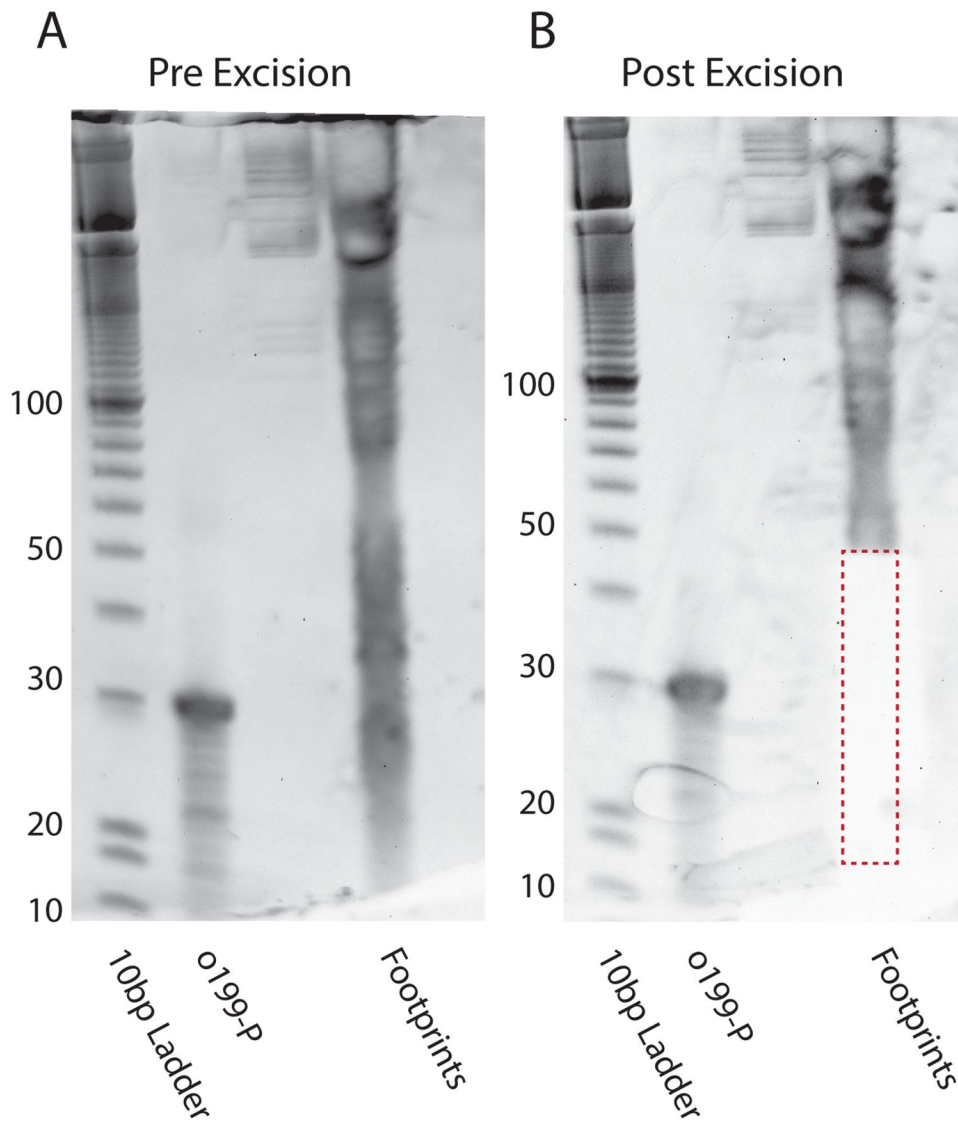 A
Pre Excision
100
50
30
20
10
10bp Ladder
o199-P
Footprints
B
Post Excision
100
50
30
20
10
10bp Ladder
o199-P
Footprints